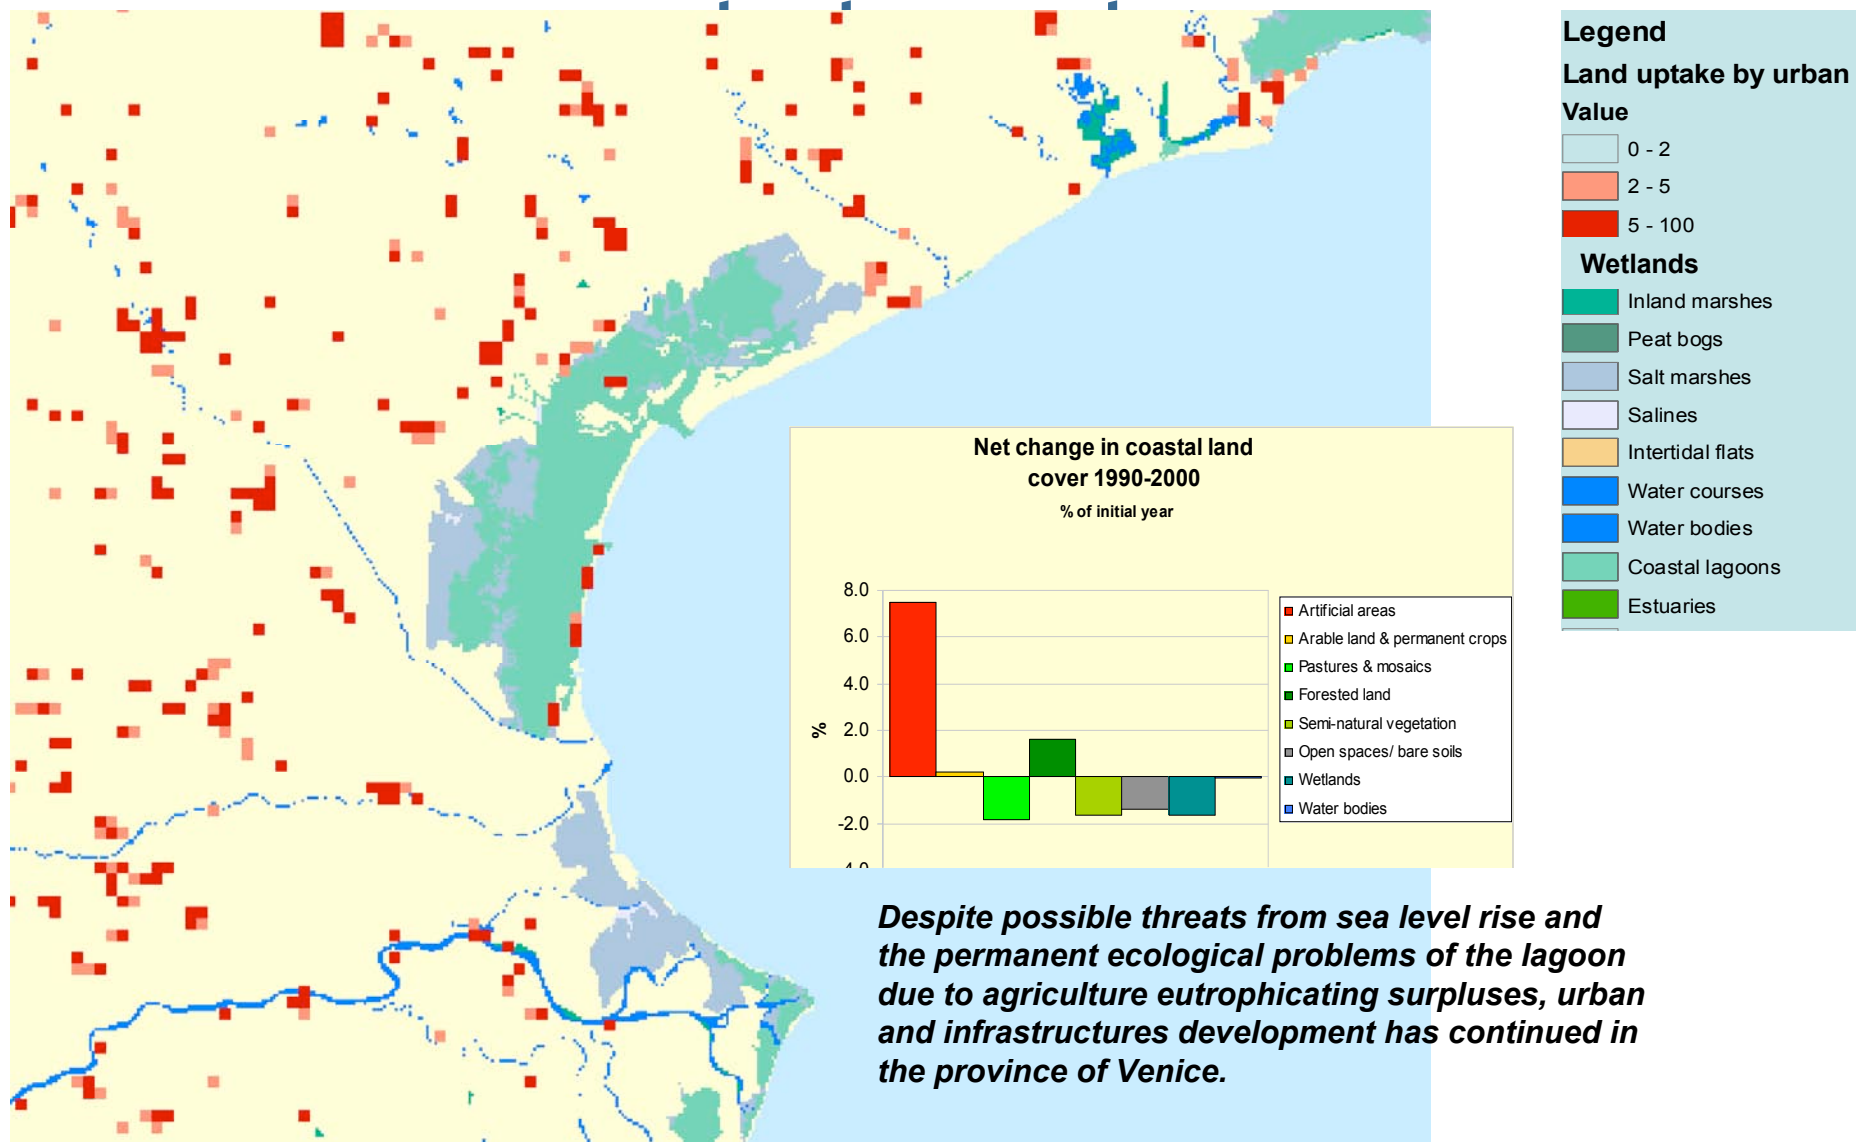 Legend
Land uptake by urban
Value
0 - 2
2 - 5
5 - 100
Wetlands
Inland marshes
Peat bogs
Salt marshes
Salines
Intertidal flats
Water courses
Water bodies
Coastal lagoons
Estuaries
Net change in coastal land
cover 1990-2000
% of initial year
8.0
6.0
4.0
2.0
0.0
-2.0
%
Artificial areas
Arable land & permanent crops
Pastures & mosaics
Forested land
Semi-natural vegetation
Open spaces/ bare soils
Wetlands
Water bodies
Despite possible threats from sea level rise and
the permanent ecological problems of the lagoon
due to agriculture eutrophicating surpluses, urban
and infrastructures development has continued in
the province of Venice.